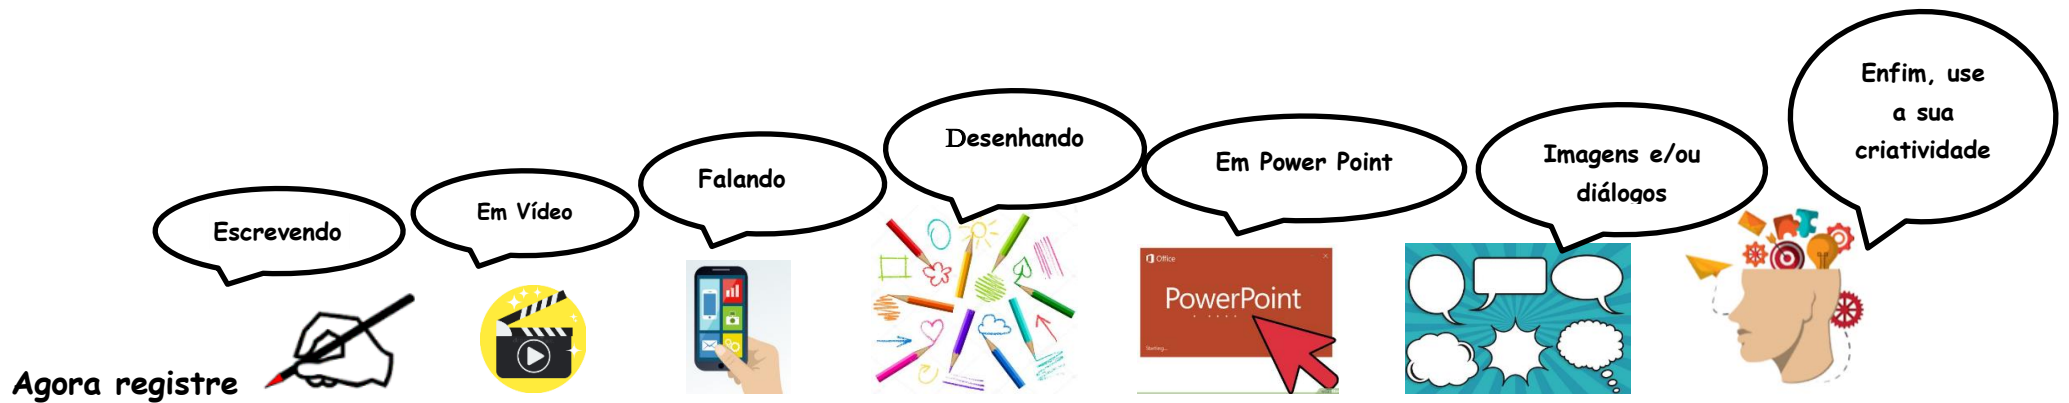 Enfim, use
a sua
criatividade
Desenhando
Imagens e/ou
diálogos
Em Power Point
Falando
Em Vídeo
Escrevendo
Office
PowerPoint
Starting...
Agora registre